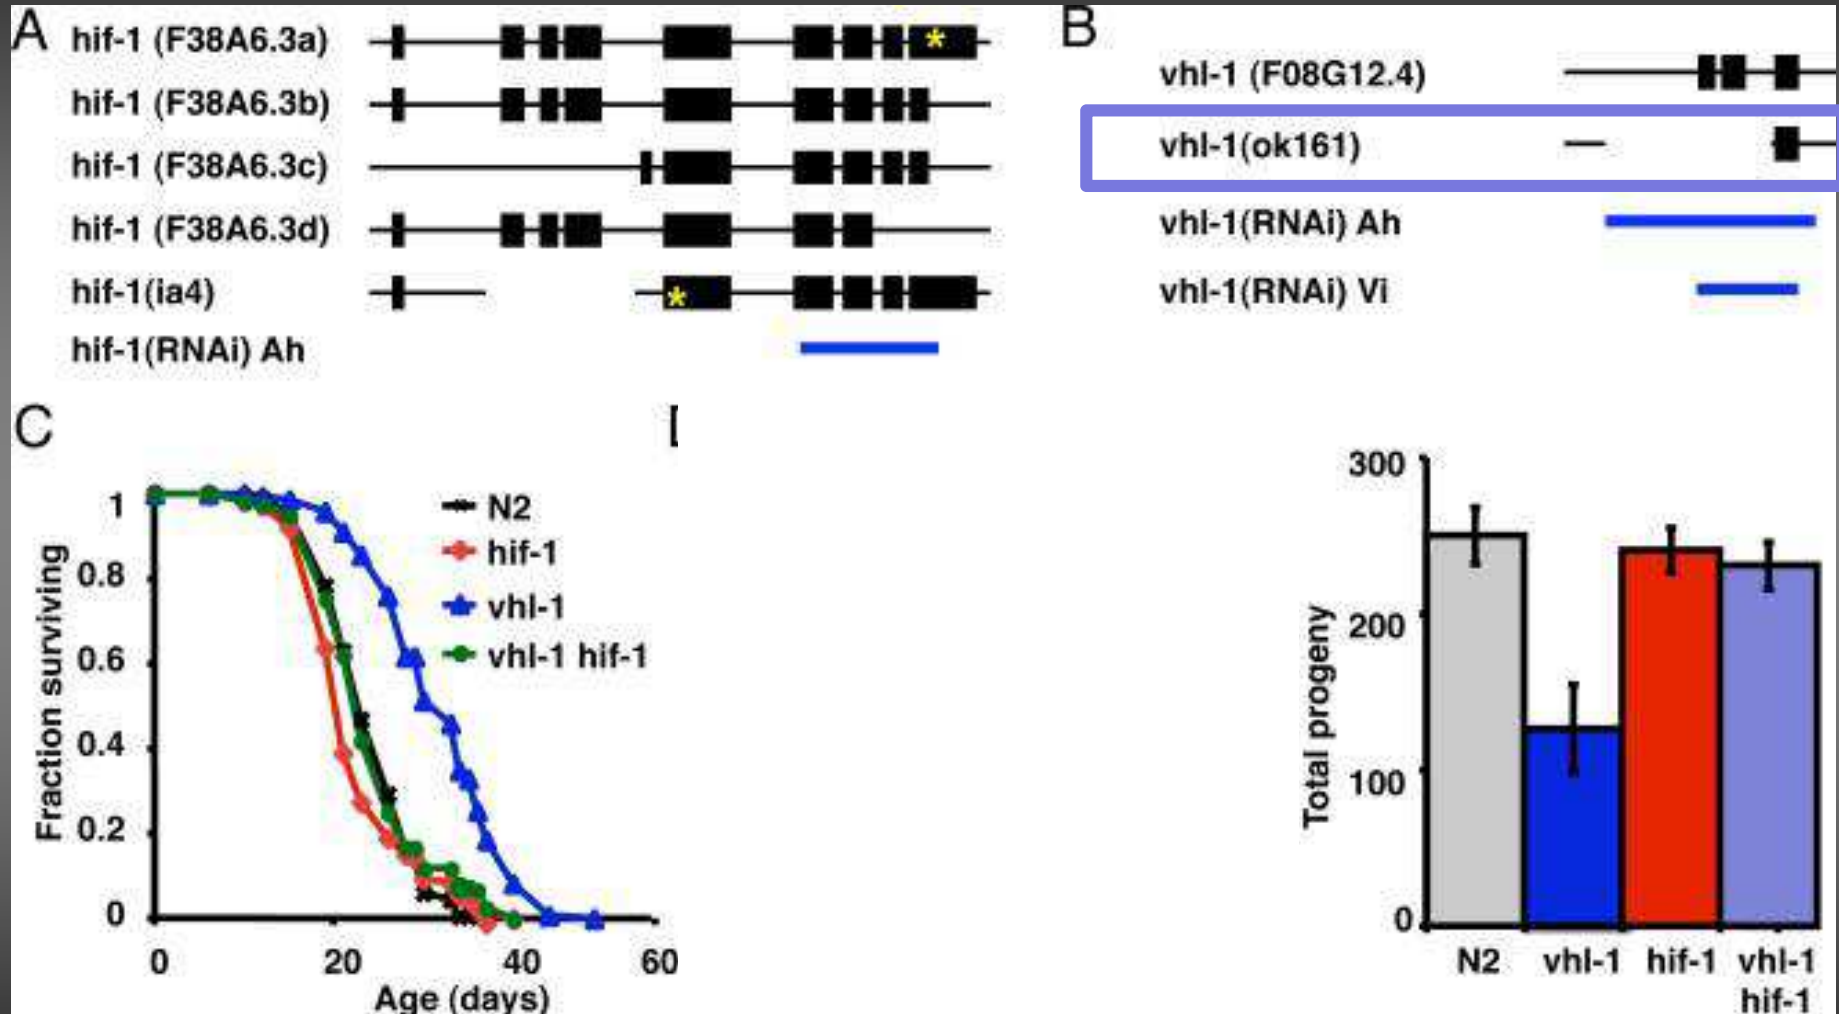 A
hif-1 (F38A6.3a)
*
hif-1 (F38A6.3b)
hif-1 (F38A6.3c)
hif-1 (F38A6.3d)
hif-1(ia4)
*
hif-1(RNAi) Ah
B
vhl-1 (F08G12.4)
vhl-1(ok161)
vhl-1(RNAi) Ah
vhl-1(RNAi) Vi
C
Fraction surviving
1
0.8
0.6
0.4
0.2
0
N2
hif-1
vhl-1
vhl-1 hif-1
0 20 40 60
Age (days)
Total progeny
300
200
100
0
N2 vhl-1 hif-1 vhl-1
hif-1